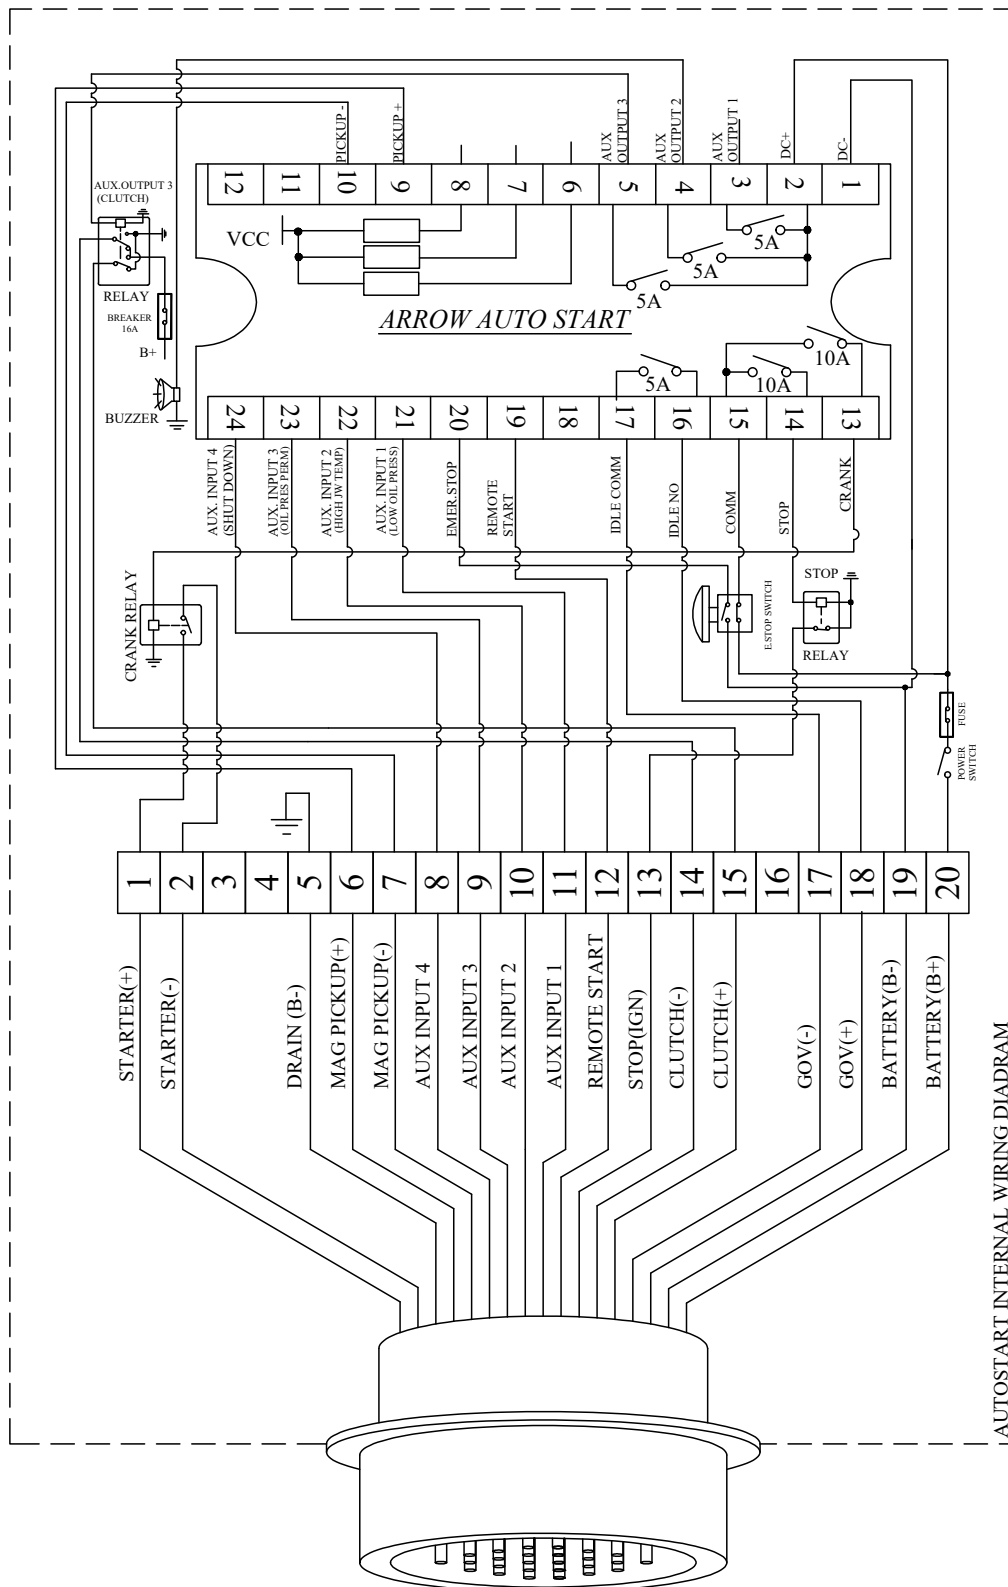 PICKUP -
PICKUP +
AUX
OUTPUT 3
AUX
OUTPUT 2
AUX
OUTPUT 1
DC+
DC-
12
11
10
9
8
7
6
5
4
3
2
1
AUX.OUTPUT 3
(CLUTCH)
RELAY
BREAKER
16A
B+
BUZZER
VCC
5A
5A
5A
ARROW AUTO START
5A
10A
10A
24
23
22
21
20
19
18
17
16
15
14
13
AUX. INPUT 4
(SHUT DOWN)
AUX. INPUT 3
(OIL PRES PERM)
AUX. INPUT 2
(HIGH JW TEMP)
AUX. INPUT 1
(LOW OIL PRESS)
EMER.STOP
REMOTE
START
IDLE COMM
IDLE NO
COMM
STOP
CRANK
CRANK RELAY
E.STOP SWITCH
STOP
RELAY
FUSE
POWER
SWITCH
1
2
3
4
5
6
7
8
9
10
11
12
13
14
15
16
17
18
19
20
STARTER(+)
STARTER(-)
DRAIN (B-)
MAG PICKUP(+)
MAG PICKUP(-)
AUX INPUT 4
AUX INPUT 3
AUX INPUT 2
AUX INPUT 1
REMOTE START
STOP(IGN)
CLUTCH(-)
CLUTCH(+)
GOV(-)
GOV(+)
BATTERY(B-)
BATTERY(B+)
AUTOSTART INTERNAL WIRING DIADRAM